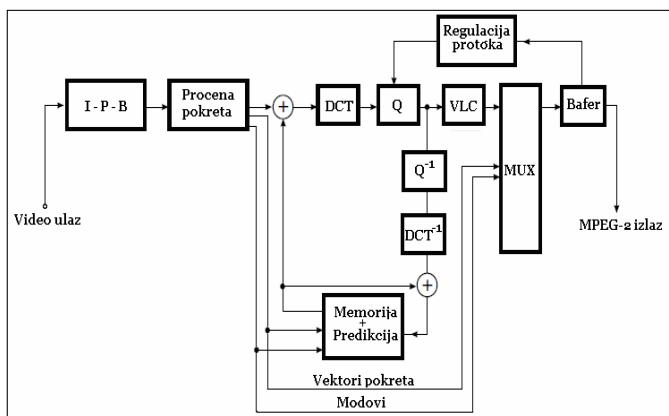 Regulacija
protoka
I - P - B
Procena
pokreta
+
DCT
Q
VLC
MUX
Bafer
Q-1
Video ulaz
DCT-1
MPEG-2 izlaz
+
Memorija
+
Predikcija
Vektori pokreta
Modovi